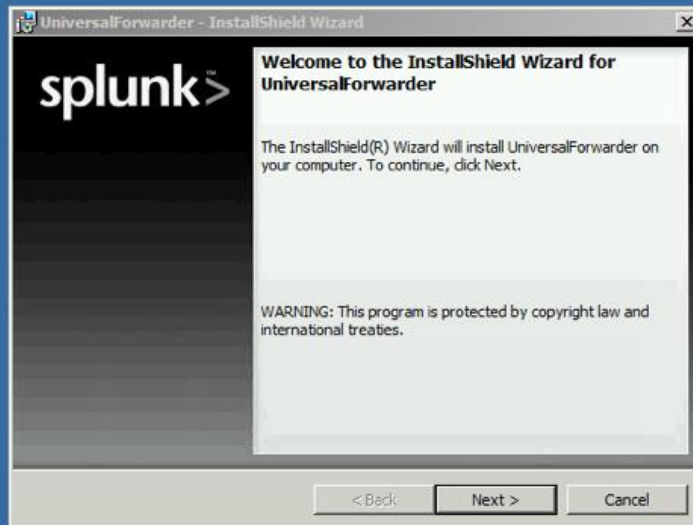 UniversalForwarder - InstallShield Wizard
splunk>
Welcome to the InstallShield Wizard for
UniversalForwarder
The InstallShield(R) Wizard will install UniversalForwarder on
your computer. To continue, click Next.
WARNING: This program is protected by copyright law and
international treaties.
< Back
Next >
Cancel